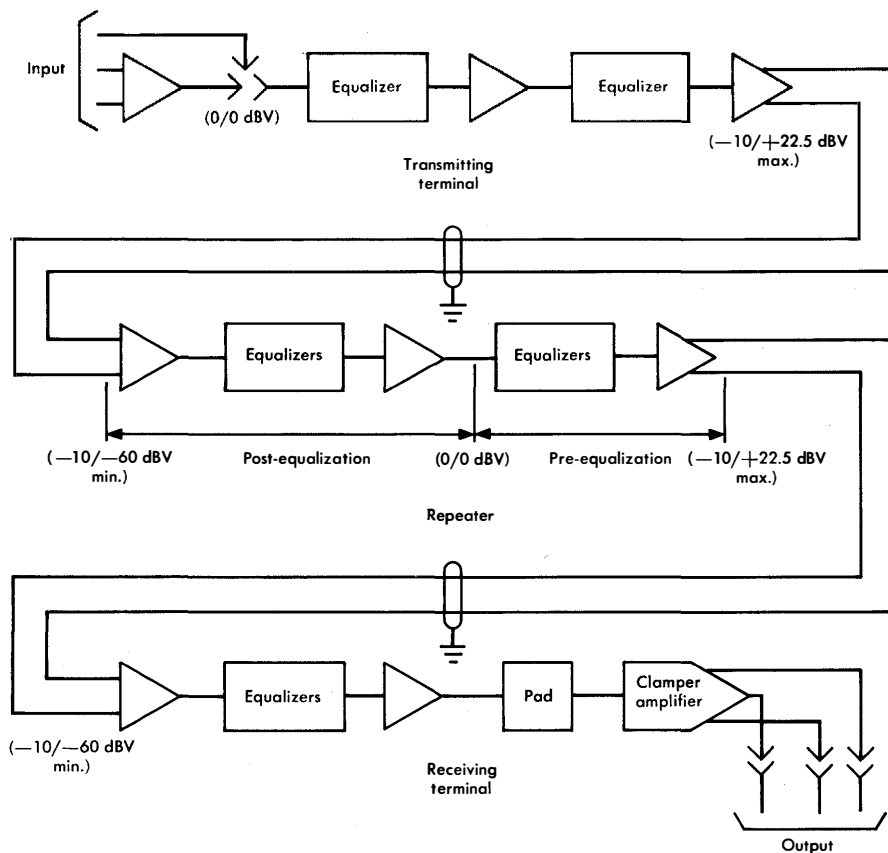 Input
Equalizer
Equalizer
(0/0 dBV)
(—10/+22.5 dBV
max.)
Transmitting
terminal
Equalizers
Equalizers
(—10/—60 dBV
min.)
Post-equalization
(0/0 dBV)
Pre-equalization
(—10/+22.5 dBV
max.)
Repeater
Equalizers
Pad
Clamper
amplifier
(—10/—60 dBV
min.)
Receiving
terminal
Output